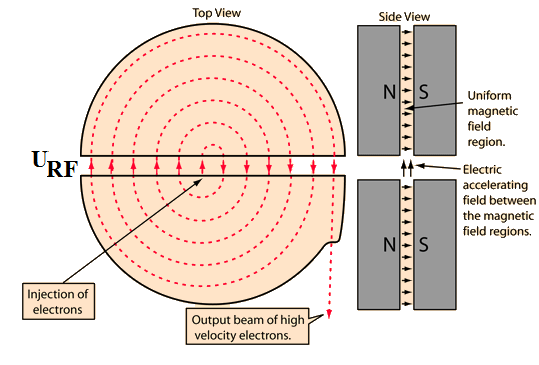 Top View
Side View
N
S
Uniform
magnetic
field
region.
URF
Electric
accelerating
field between
the magnetic
field regions.
N
S
Injection of
electrons
Output beam of high
velocity electrons.